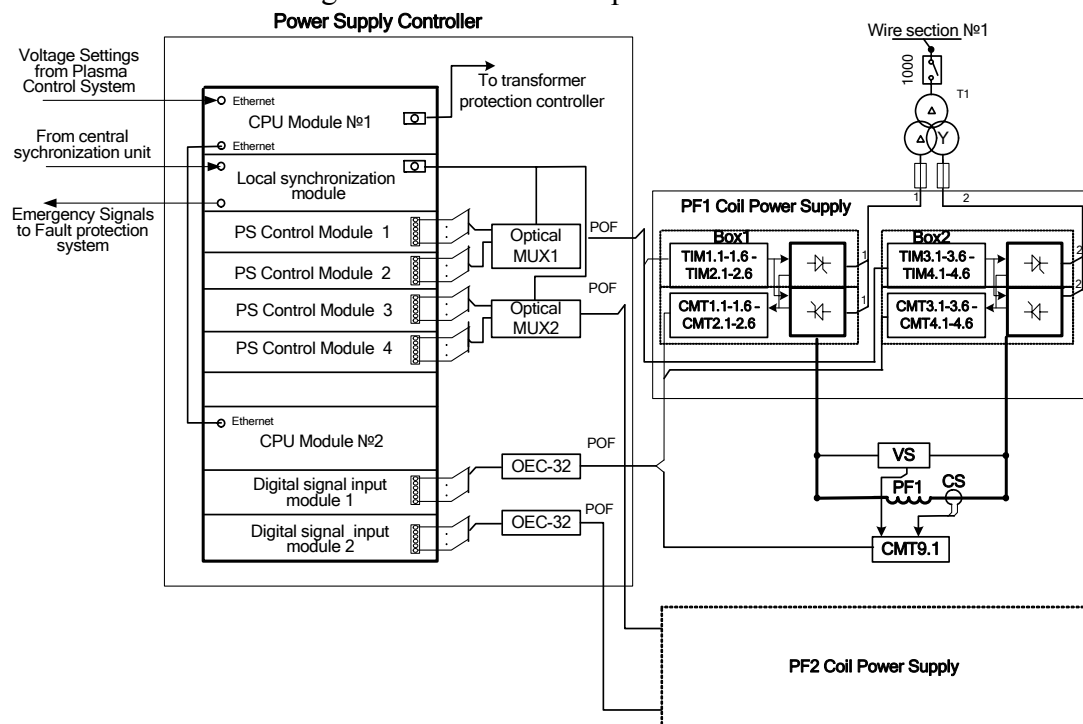 Power Supply Controller
Voltage Settings
from Plasma
Control System
From central
sychronization unit
Emergency Signals
to Fault protection
system
Ethernet
CPU Module №1
Ethernet
To transformer
protection controller
Local synchronization
module
PS Control Module 1
PS Control Module 2
PS Control Module 3
PS Control Module 4
Optical
MUX1
Optical
MUX2
POF
POF
Ethernet
CPU Module №2
Digital signal input
module 1
Digital signal input
module 2
OEC-32
OEC-32
POF
POF
Wire section №1
1000
T1
Δ
Δ
Y
1
2
PF1 Coil Power Supply
Box1
TIM1.1-1.6 -
TIM2.1-2.6
CMT1.1-1.6 -
CMT2.1-2.6
1
1
Box2
TIM3.1-3.6 -
TIM4.1-4.6
CMT3.1-3.6 -
CMT4.1-4.6
2
2
VS
PF1
CS
CMT9.1
PF2 Coil Power Supply